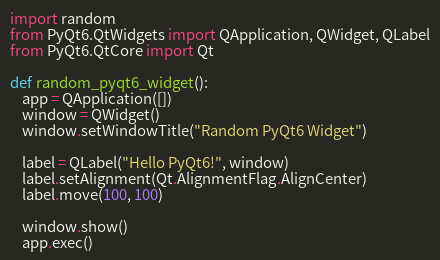 import random
from PyQt6.QtWidgets import QApplication, QWidget, QLabel
from PyQt6.QtCore import Qt

def random_pyqt6_widget():
    app = QApplication([])
    window = QWidget()
    window.setWindowTitle("Random PyQt6 Widget")

    label = QLabel("Hello PyQt6!", window)
    label.setAlignment(Qt.AlignmentFlag.AlignCenter)
    label.move(100, 100)

    window.show()
    app.exec()